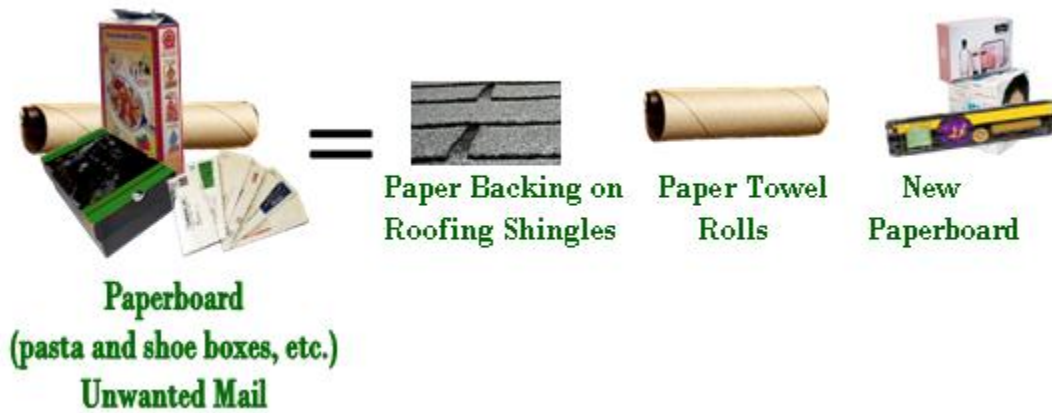 Paper Backing on
Roofing Shingles
Paper Towel
Rolls
New
Paperboard
Paperboard
(pasta and shoe boxes, etc.)
Unwanted Mail